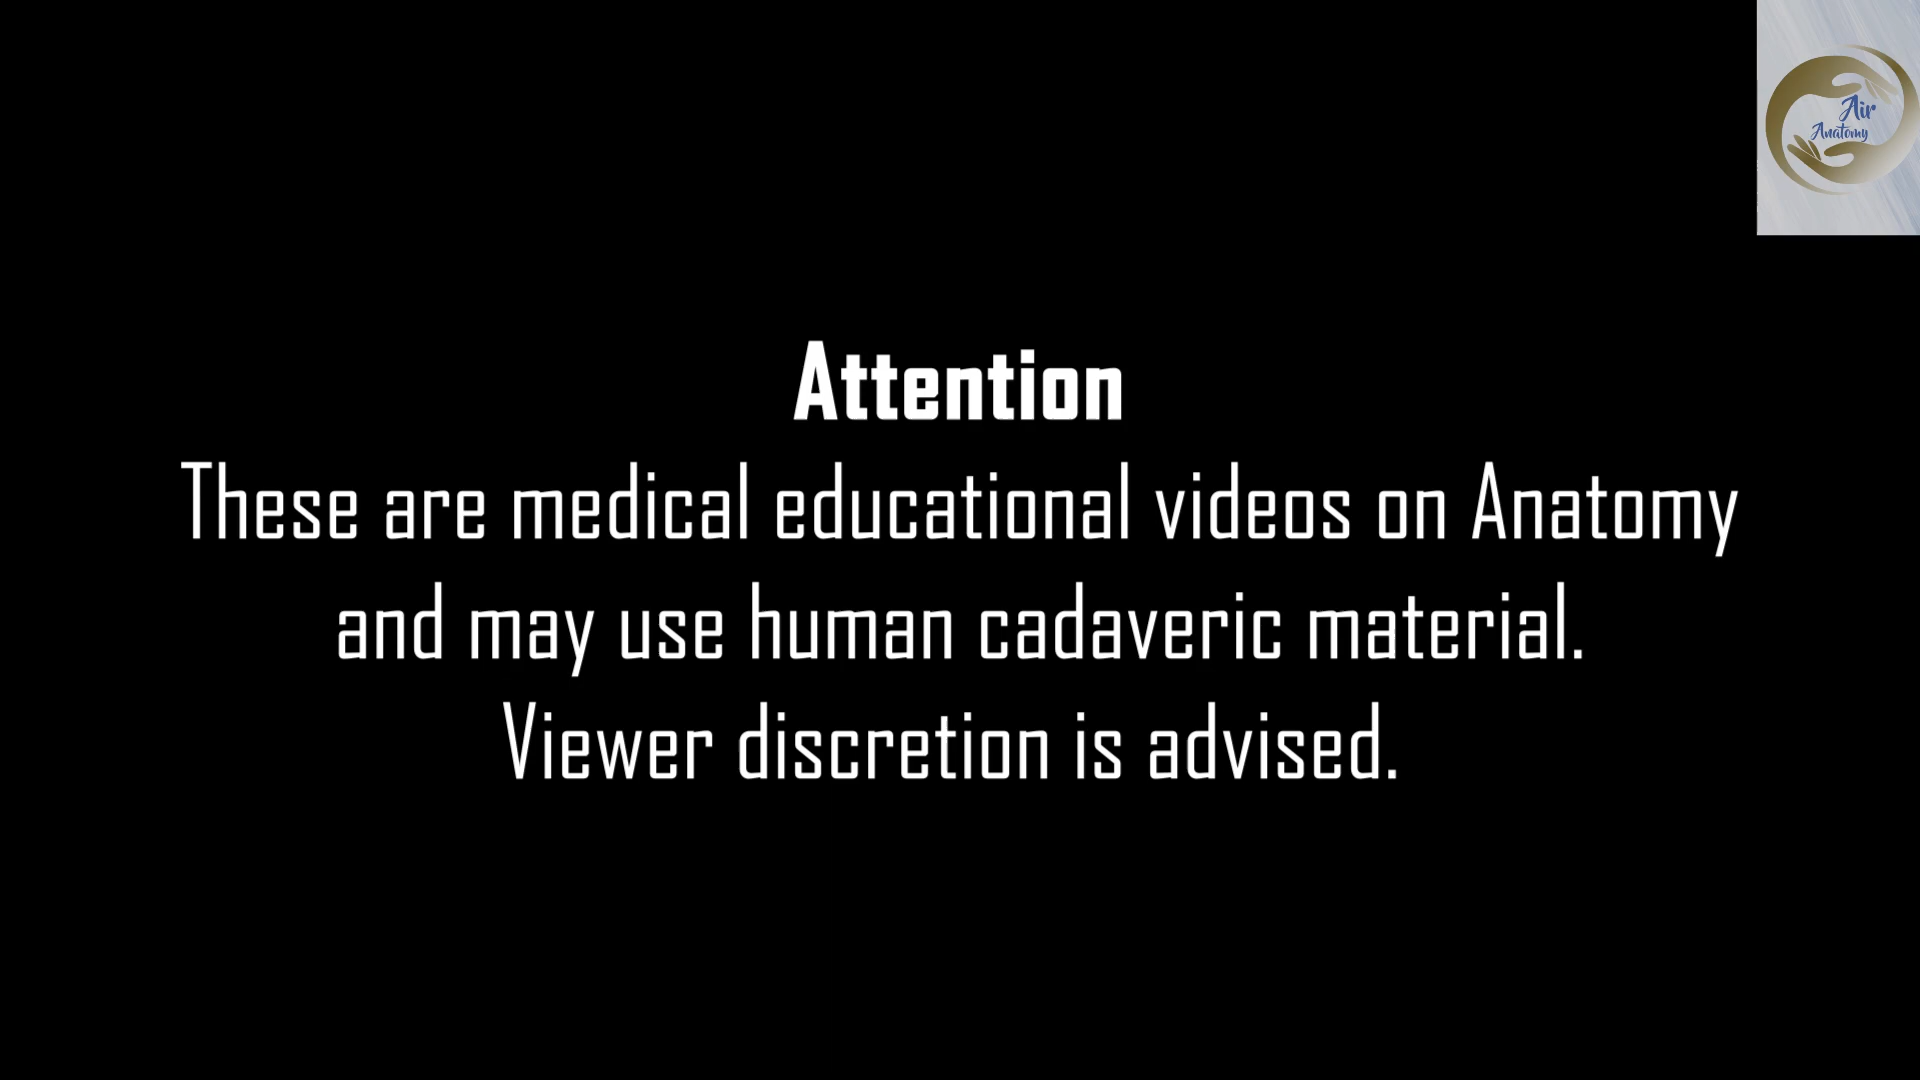 Air
Anatomy
Attention
These are medical educational videos on Anatomy
and may use human cadaveric material.
Viewer discretion is advised.